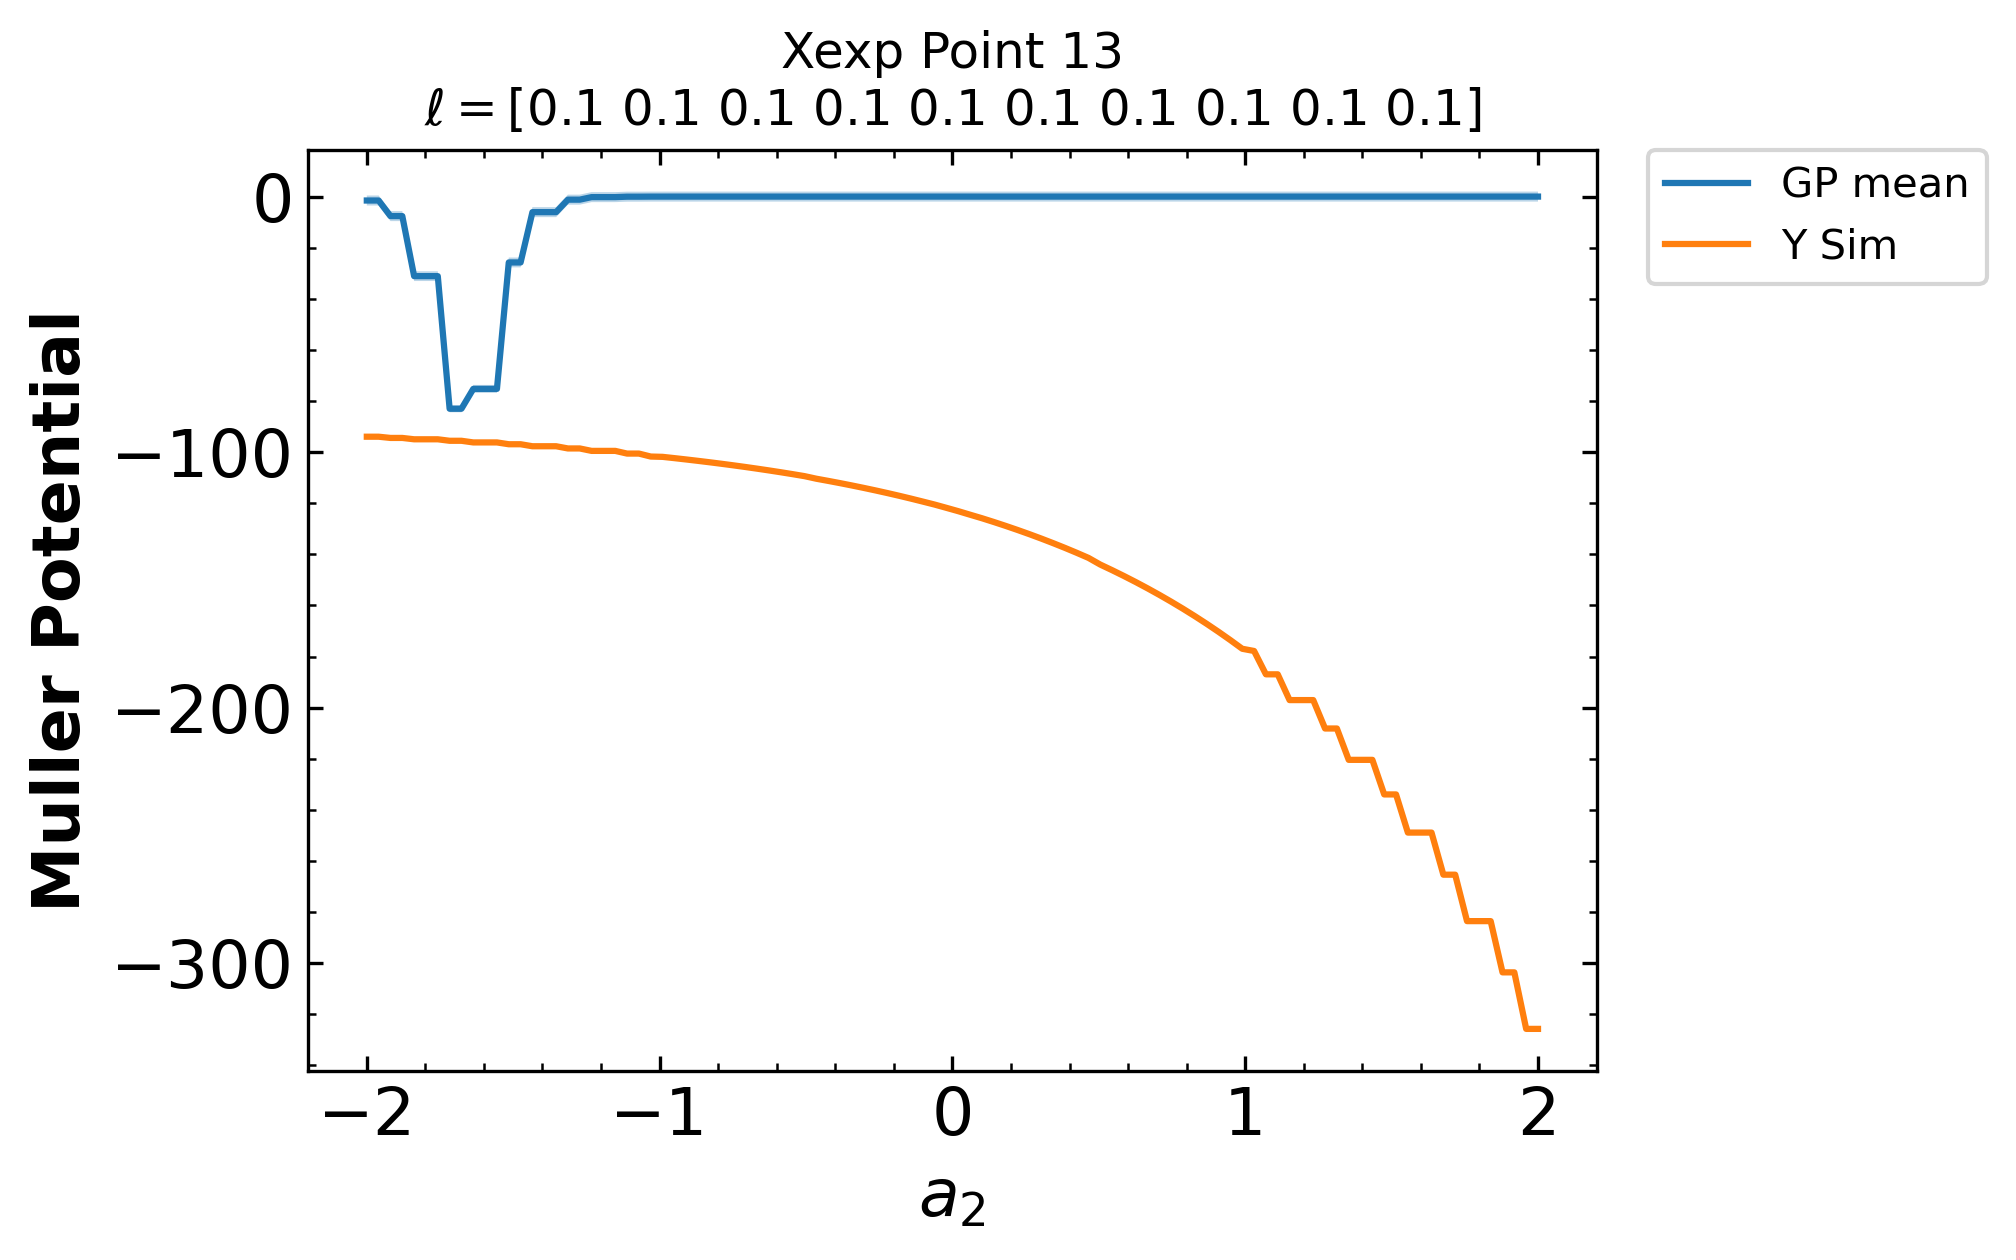 Xexp Point 13
ℓ = [0.1 0.1 0.1 0.1 0.1 0.1 0.1 0.1 0.1 0.1]
GP mean
Y Sim
Muller Potential
0
−100
−200
−300
−2 −1 0 1 2
a₂